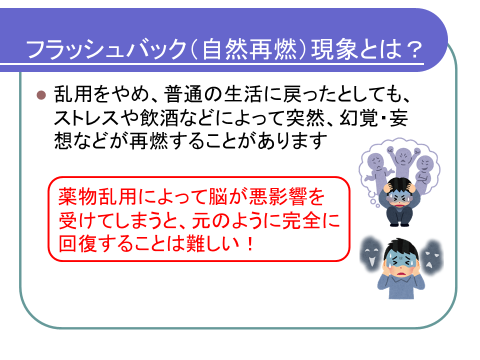 フラッシュバック（自然再燃）現象とは？
● 乱用をやめ、普通の生活に戻ったとしても、
ストレスや飲酒などによって突然、幻覚・妄
想などが再燃することがあります
薬物乱用によって脳が悪影響を
受けてしまうと、元のように完全に
回復することは難しい！